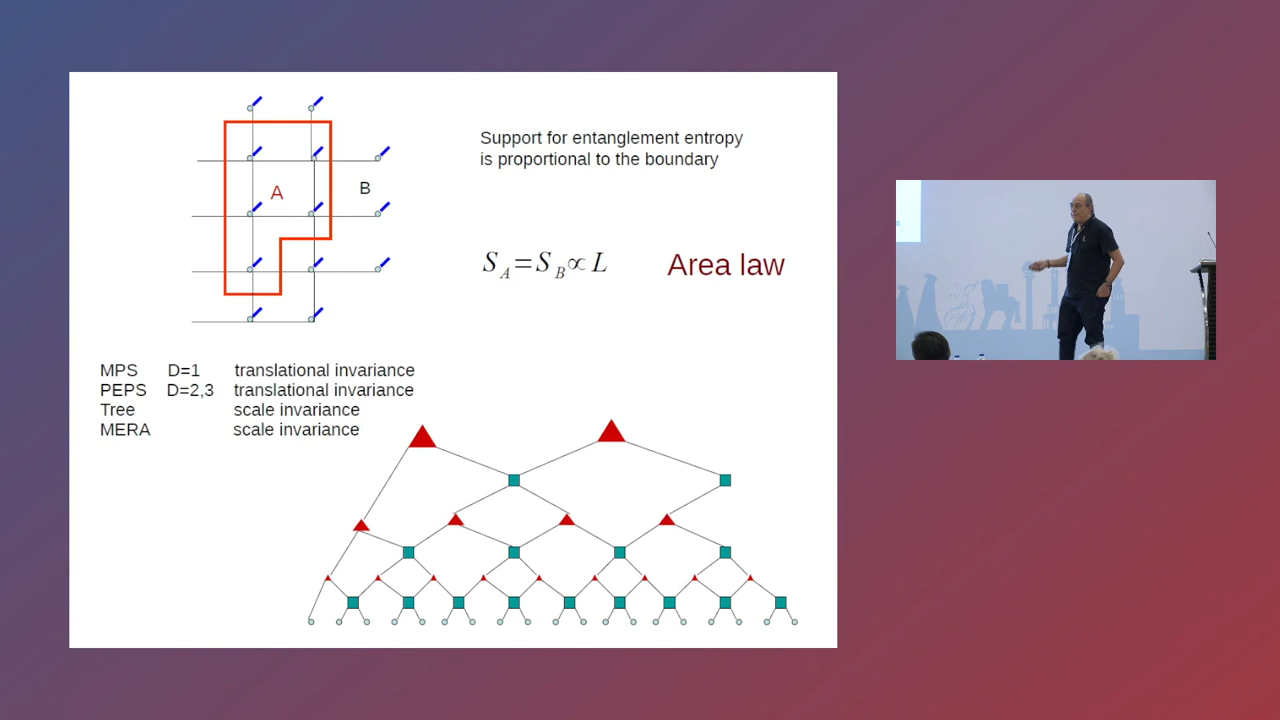 A
B
Support for entanglement entropy
is proportional to the boundary
S_A=S_B∝L
Area law
MPS D=1 translational invariance
PEPS D=2,3 translational invariance
Tree scale invariance
MERA scale invariance